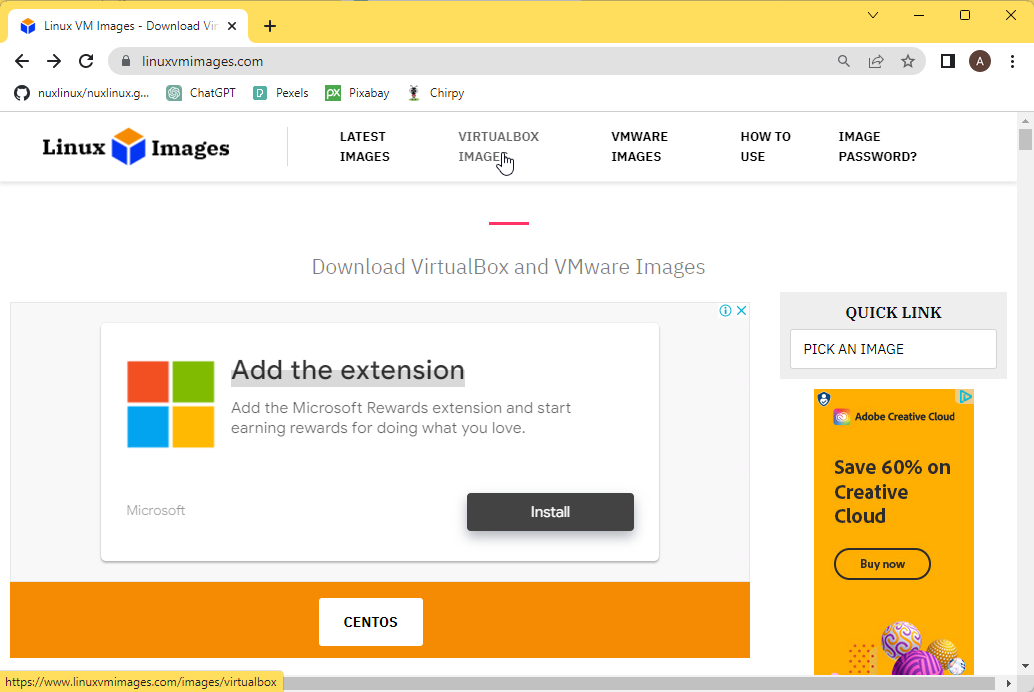 Linux VM Images - Download Vir
linuxvmimages.com
A
nuxlinux/nuxlinux.g...
ChatGPT
Pexels
px
Pixabay
Chirpy
Linux Images
LATEST
IMAGES
VIRTUALBOX
IMAGES
VMWARE
IMAGES
HOW TO
USE
IMAGE
PASSWORD?
Download VirtualBox and VMware Images
Add the extension
Add the Microsoft Rewards extension and start
earning rewards for doing what you love.
Microsoft
Install
CENTOS
QUICK LINK
PICK AN IMAGE
Adobe Creative Cloud
Save 60% on
Creative
Cloud
Buy now
https://www.linuxvmimages.com/images/virtualbox